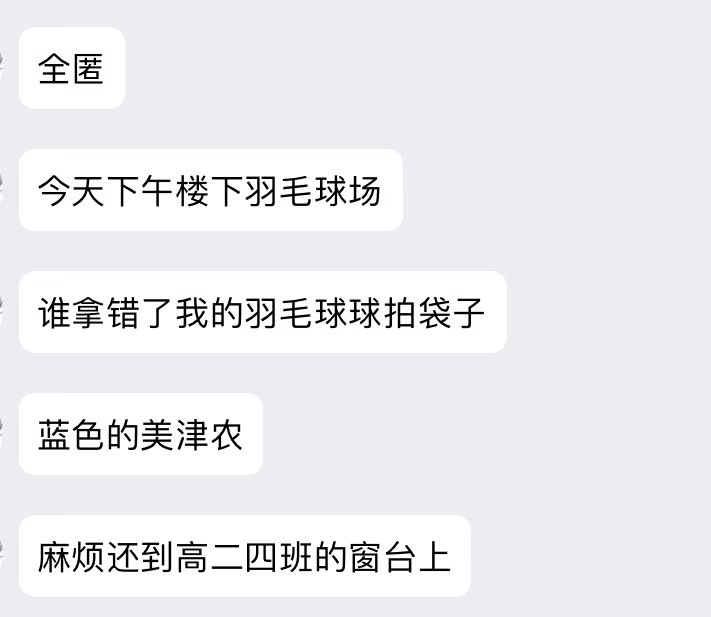 全匿
今天下午楼下羽毛球场
谁拿错了我的羽毛球球拍袋子
蓝色的美津农
麻烦还到高二四班的窗台上